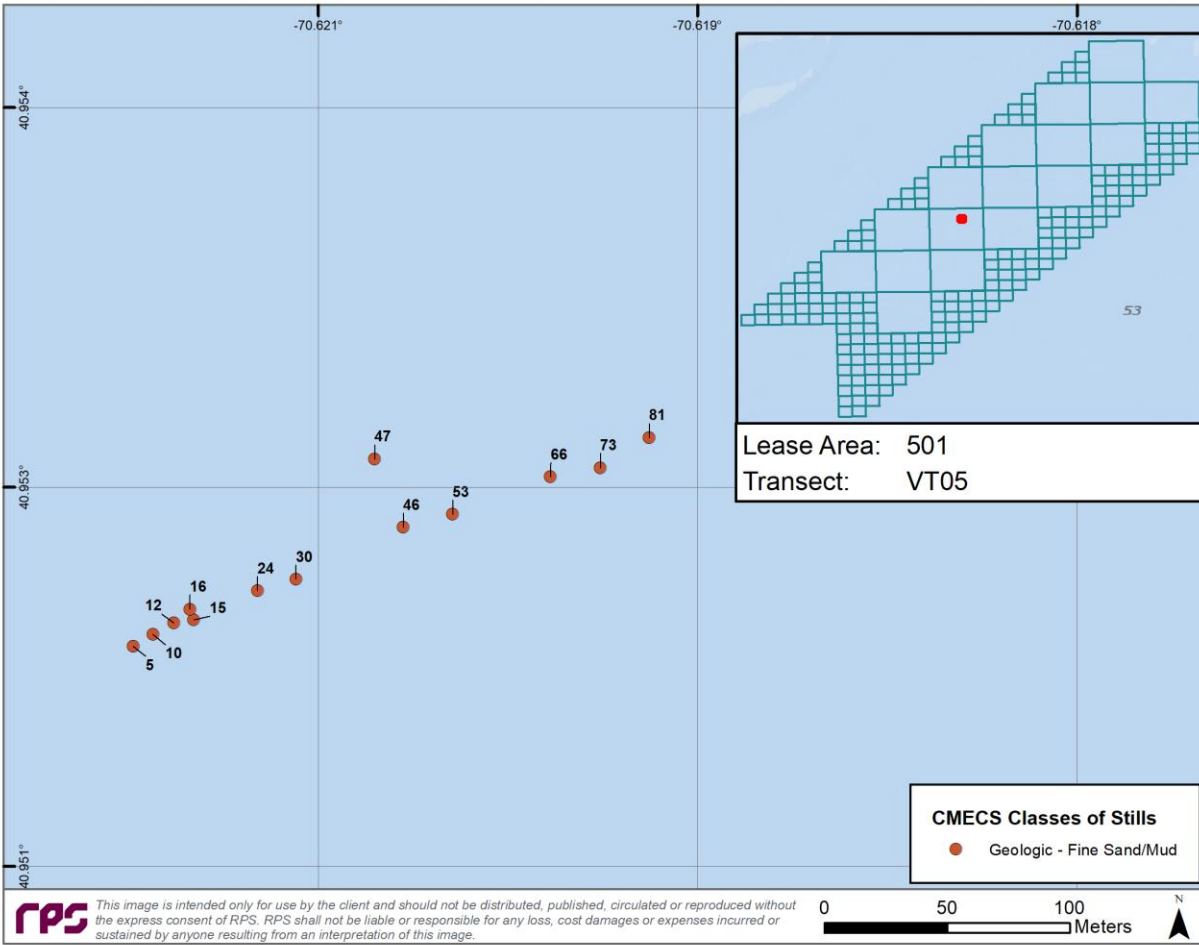 -70.621°
-70.619°
-70.618°
40.954°
53
Lease Area: 501
Transect: VT05
81
47
66
73
40.953°
53
46
30
24
16
12
15
10
5
CMECS Classes of Stills
Geologic - Fine Sand/Mud
40.951°
rps
This image is intended only for use by the client and should not be distributed, published, circulated or reproduced without
the express consent of RPS. RPS shall not be liable or responsible for any loss, cost damages or expenses incurred or
sustained by anyone resulting from an interpretation of this image.
0 50 100
Meters
N